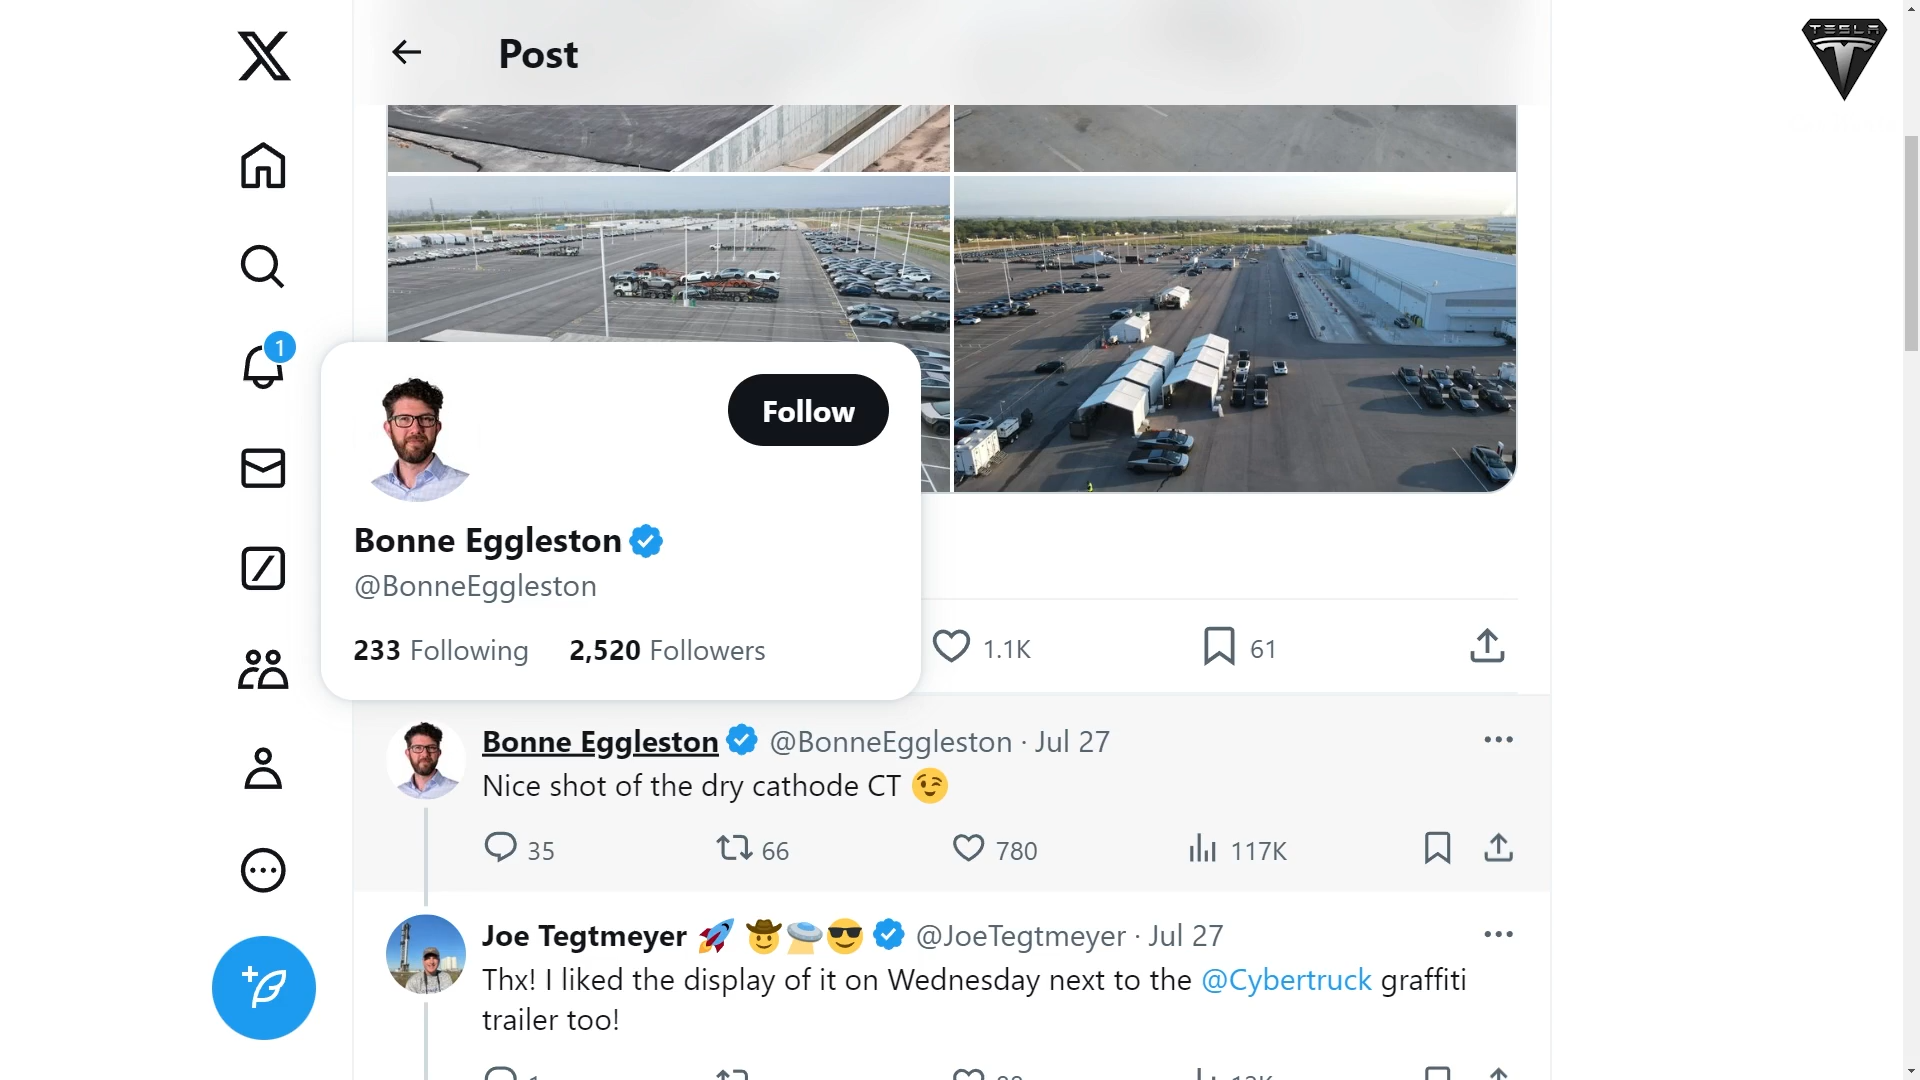 Post
TESLA
1
Follow
Bonne Eggleston
@BonneEggleston
233 Following 2,520 Followers
1.1K 61
Bonne Eggleston @BonneEggleston · Jul 27
Nice shot of the dry cathode CT 😉
35 66 780 117K
Joe Tegtmeyer 🚀 🤠🛸😎 @JoeTegtmeyer · Jul 27
Thx! I liked the display of it on Wednesday next to the @Cybertruck graffiti
trailer too!